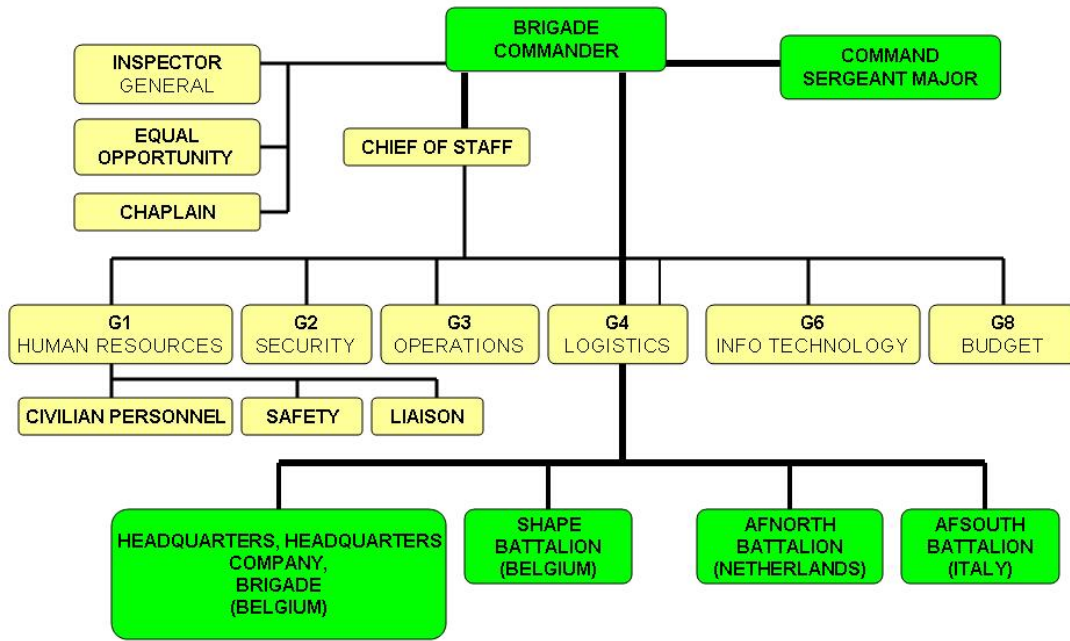 BRIGADE
COMMANDER
COMMAND
SERGEANT MAJOR
INSPECTOR
GENERAL
EQUAL
OPPORTUNITY
CHAPLAIN
CHIEF OF STAFF
G1
HUMAN RESOURCES
G2
SECURITY
G3
OPERATIONS
G4
LOGISTICS
G6
INFO TECHNOLOGY
G8
BUDGET
CIVILIAN PERSONNEL
SAFETY
LIAISON
HEADQUARTERS, HEADQUARTERS
COMPANY,
BRIGADE
(BELGIUM)
SHAPE
BATTALION
(BELGIUM)
AFNORTH
BATTALION
(NETHERLANDS)
AFSOUTH
BATTALION
(ITALY)